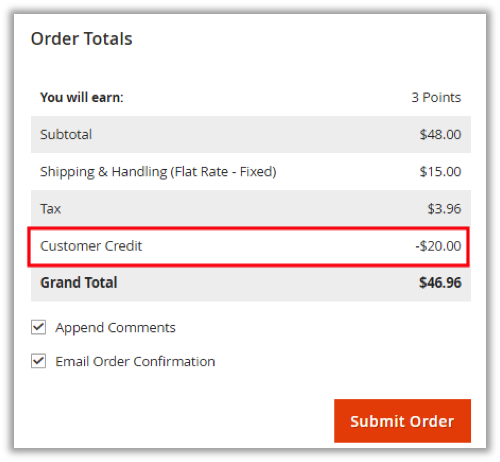 Order Totals
You will earn: 3 Points
Subtotal $48.00
Shipping & Handling (Flat Rate - Fixed) $15.00
Tax $3.96
Customer Credit -$20.00
Grand Total $46.96
Append Comments
Email Order Confirmation
Submit Order